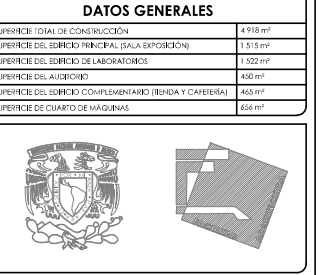 DATOS GENERALES
UPERFICIE TOTAL DE CONSTRUCCIÓN 4 918 m²
UPERFICIE DEL EDIFICIO PRINCIPAL (SALA EXPOSICIÓN) 1 515 m²
UPERFICIE DEL EDIFICIO DE LABORATORIOS 1 522 m²
UPERFICIE DEL AUDITORIO 450 m²
UPERFICIE DEL EDIFICIO COMPLEMENTARIO (TIENDA Y CAFETERÍA) 465 m²
UPERFICIE DE CUARTO DE MÁQUINAS 656 m²